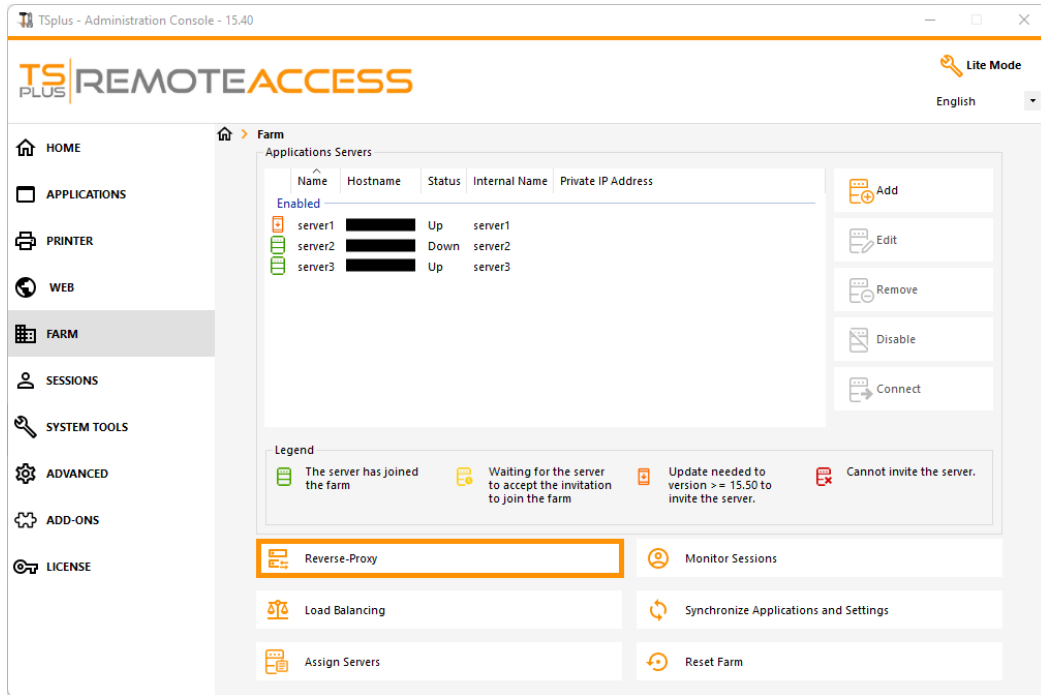 TSplus - Administration Console - 15.40
TS PLUS REMOTEACCESS
Lite Mode
English
HOME
APPLICATIONS
PRINTER
WEB
FARM
SESSIONS
SYSTEM TOOLS
ADVANCED
ADD-ONS
LICENSE
Farm
Applications Servers
Name Hostname Status Internal Name Private IP Address
Enabled
server1 Up server1
server2 Down server2
server3 Up server3
Add
Edit
Remove
Disable
Connect
Legend
The server has joined
the farm
Waiting for the server
to accept the invitation
to join the farm
Update needed to
version >= 15.50 to
invite the server.
Cannot invite the server.
Reverse-Proxy
Monitor Sessions
Load Balancing
Synchronize Applications and Settings
Assign Servers
Reset Farm